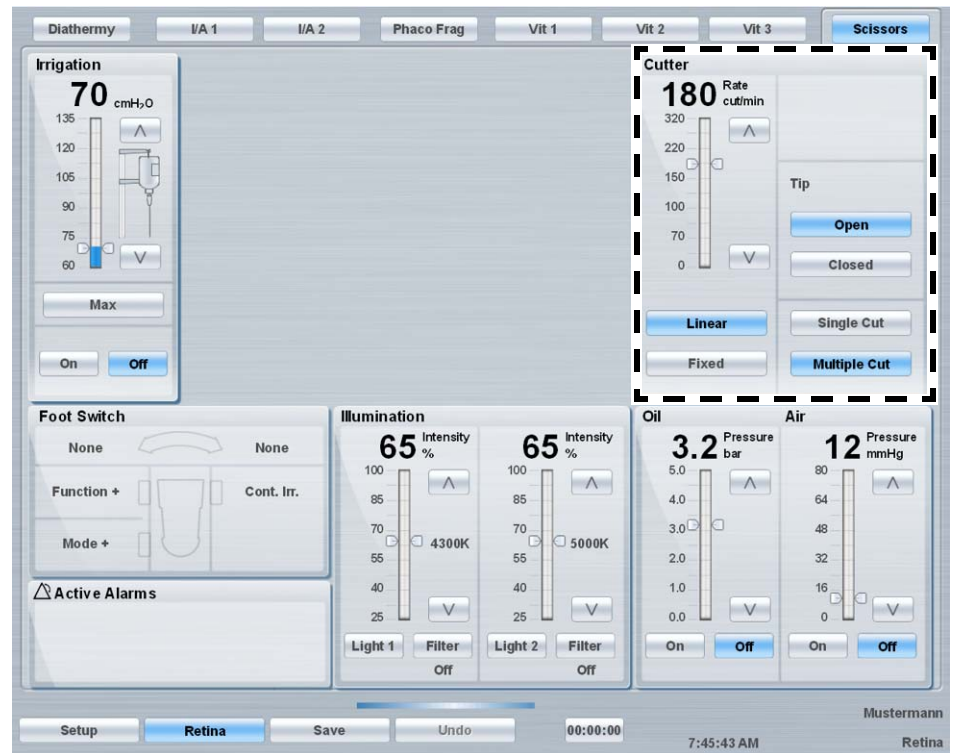 Diathermy I/A 1 I/A 2 Phaco Frag Vit 1 Vit 2 Vit 3 Scissors
Irrigation
70 cmH₂O
135
120
105
90
75
60
Max
On Off
Cutter
180 Rate
cut/min
320
220
150
100
70
0
Linear
Fixed
Tip
Open
Closed
Single Cut
Multiple Cut
Foot Switch
None None
Function + Cont. Irr.
Mode +
Active Alarms
Illumination
65 Intensity
%
100
85
70
55
40
25
4300K
Light 1 Filter
Off
65 Intensity
%
100
85
70
55
40
25
5000K
Light 2 Filter
Off
Oil
3.2 Pressure
bar
5.0
4.0
3.0
2.0
1.0
0.0
On Off
Air
12 Pressure
mmHg
80
64
48
32
16
0
On Off
Setup Retina Save Undo 00:00:00
Mustermann
7:45:43 AM Retina